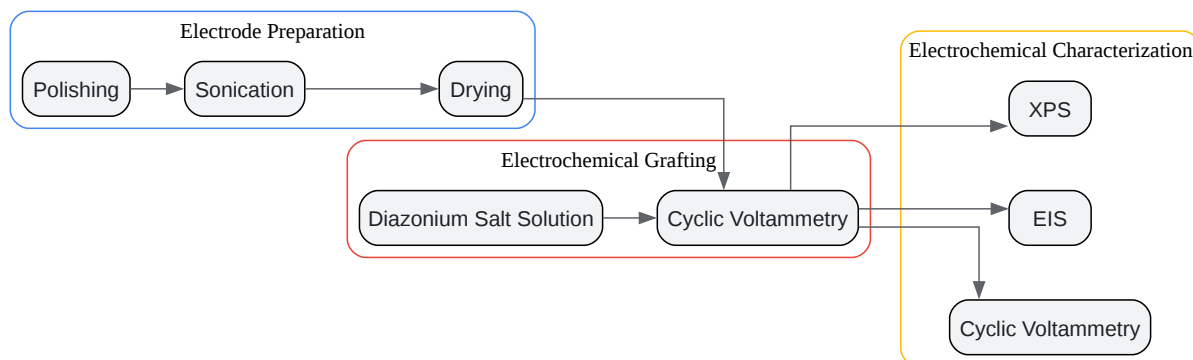 Electrode Preparation
Polishing
Sonication
Drying
Electrochemical Grafting
Diazonium Salt Solution
Cyclic Voltammetry
Electrochemical Characterization
XPS
EIS
Cyclic Voltammetry